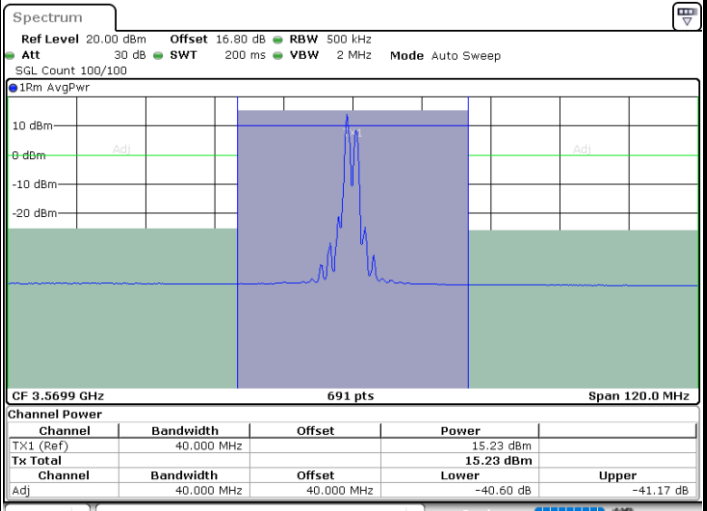 Spectrum
Ref Level 20.00 dBm Offset 16.80 dB RBW 500 kHz
Att 30 dB SWT 200 ms VBW 2 MHz Mode Auto Sweep
SGL Count 100/100
1Rm AvgPwr
10 dBm
Adj Adj
0 dBm
-10 dBm
-20 dBm
CF 3.5699 GHz 691 pts Span 120.0 MHz
Channel Power
Channel Bandwidth Offset Power
TX1 (Ref) 40.000 MHz 15.23 dBm
Tx Total 15.23 dBm
Channel Bandwidth Offset Lower Upper
Adj 40.000 MHz 40.000 MHz -40.60 dB -41.17 dB